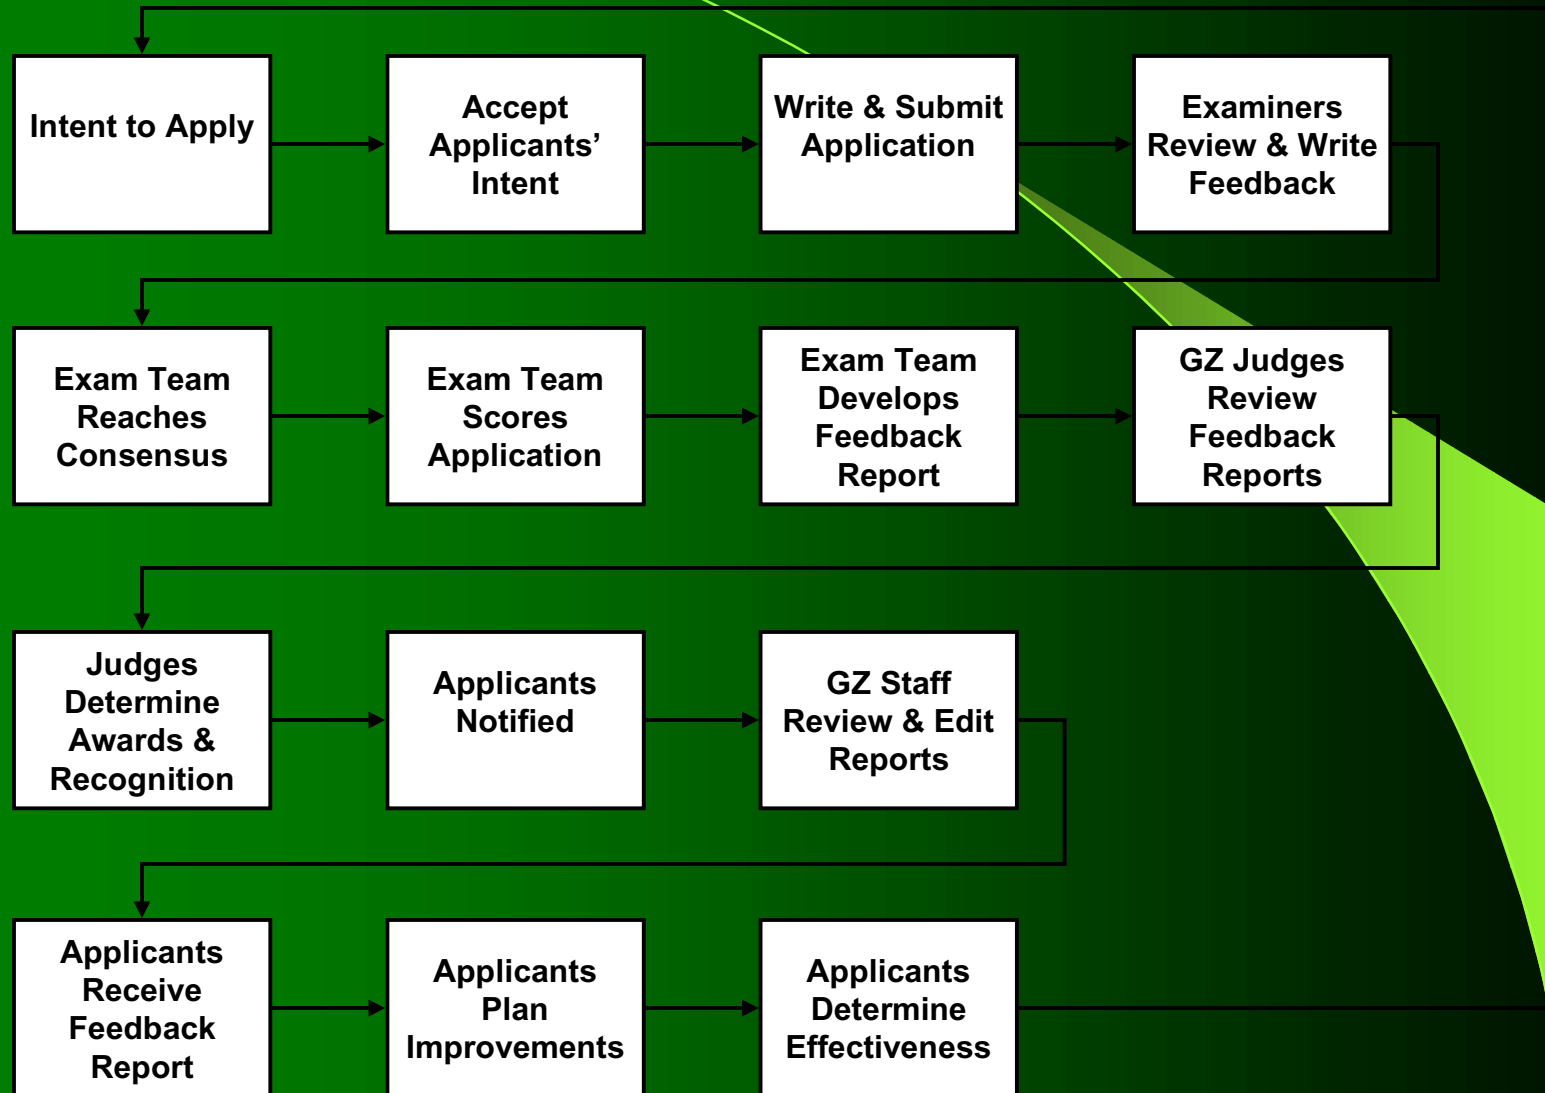 Intent to Apply
Accept
Applicants’
Intent
Write & Submit
Application
Examiners
Review & Write
Feedback
Exam Team
Reaches
Consensus
Exam Team
Scores
Application
Exam Team
Develops
Feedback
Report
GZ Judges
Review
Feedback
Reports
Judges
Determine
Awards &
Recognition
Applicants
Notified
GZ Staff
Review & Edit
Reports
Applicants
Receive
Feedback
Report
Applicants
Plan
Improvements
Applicants
Determine
Effectiveness